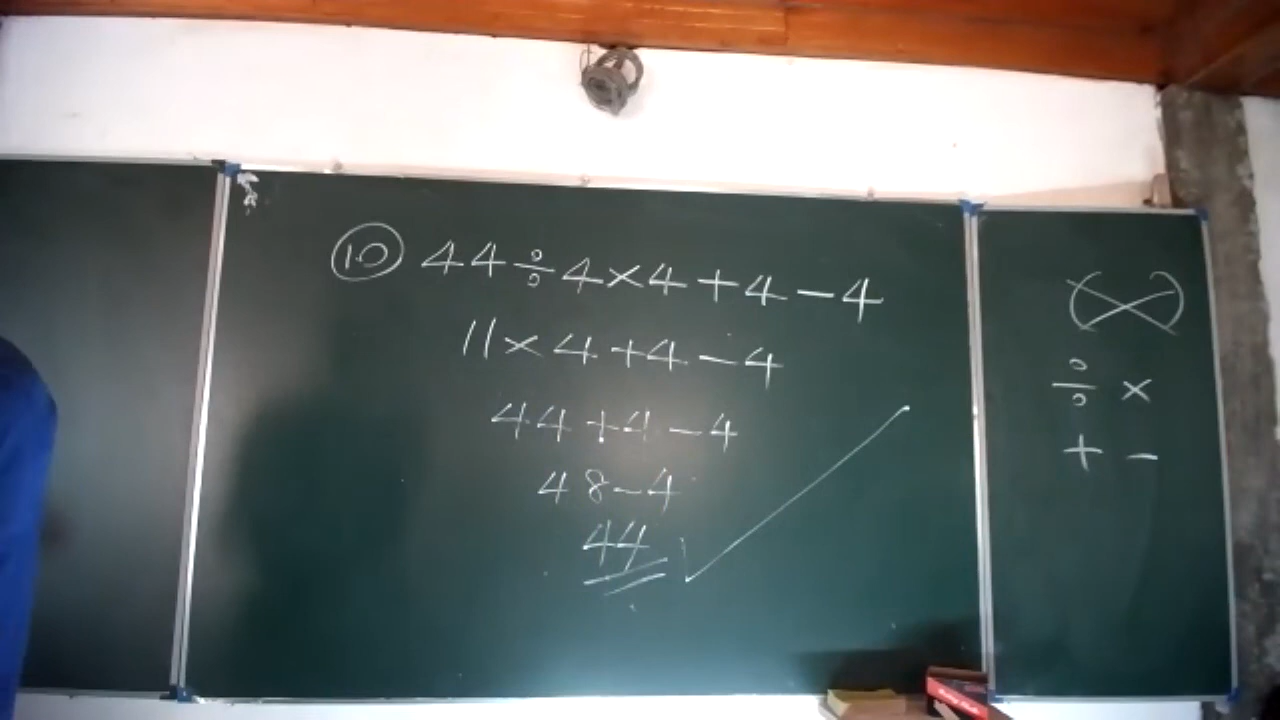 10 44 ÷ 4 × 4 + 4 - 4
11 × 4 + 4 - 4
44 + 4 - 4
48 - 4
44
( × )
÷ ×
+ -